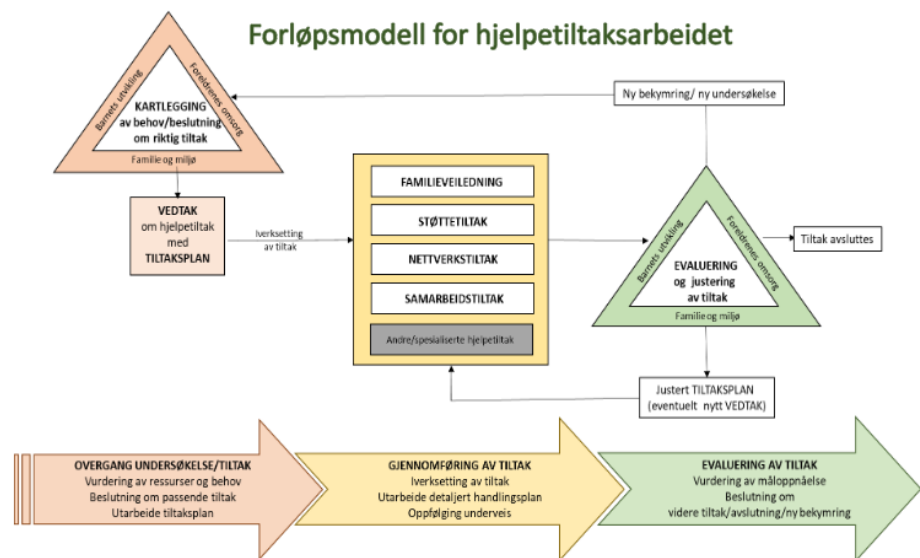 Forløpsmodell for hjelpetiltaksarbeidet
Barnets utvikling
Foreldrenes omsorg
KARTLEGGING
av behov/beslutning
om riktig tiltak
Familie og miljø
Ny bekymring/ ny undersøkelse
VEDTAK
om hjelpetiltak
med
TILTAKSPLAN
Iverksetting
av tiltak
FAMILIEVEILEDNING
STØTTETILTAK
NETTVERKSTILTAK
SAMARBEIDSTILTAK
Andre/spesialiserte hjelpetiltak
Barnets utvikling
Foreldrenes omsorg
EVALUERING
og justering
av tiltak
Familie og miljø
Tiltak avsluttes
Justert TILTAKSPLAN
(eventuelt nytt VEDTAK)
OVERGANG UNDERSØKELSE/TILTAK
Vurdering av ressurser og behov
Beslutning om passende tiltak
Utarbeide tiltaksplan
GJENNOMFØRING AV TILTAK
Iverksetting av tiltak
Utarbeide detaljert handlingsplan
Oppfølging underveis
EVALUERING AV TILTAK
Vurdering av måloppnåelse
Beslutning om
videre tiltak/avslutning/ny bekymring